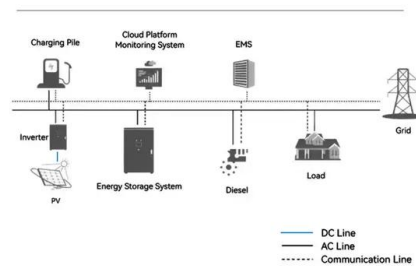 Charging Pile
Cloud Platform
Monitoring System
EMS
Grid
Inverter
PV
Energy Storage System
Diesel
Load
DC Line
AC Line
Communication Line